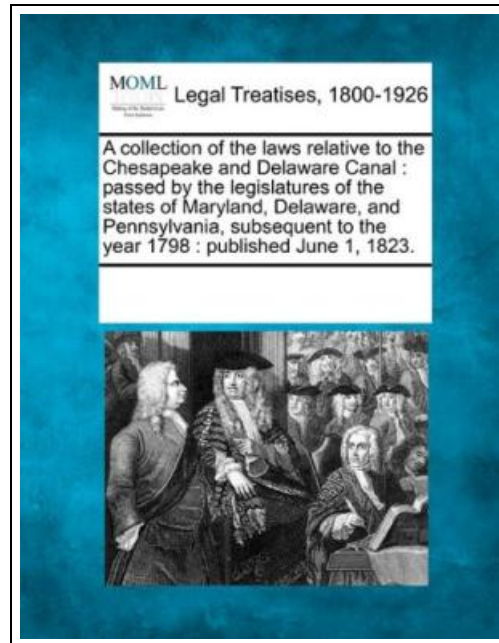 MOML
Legal Treatises, 1800-1926
A collection of the laws relative to the
Chesapeake and Delaware Canal :
passed by the legislatures of the
states of Maryland, Delaware, and
Pennsylvania, subsequent to the
year 1798 : published June 1, 1823.